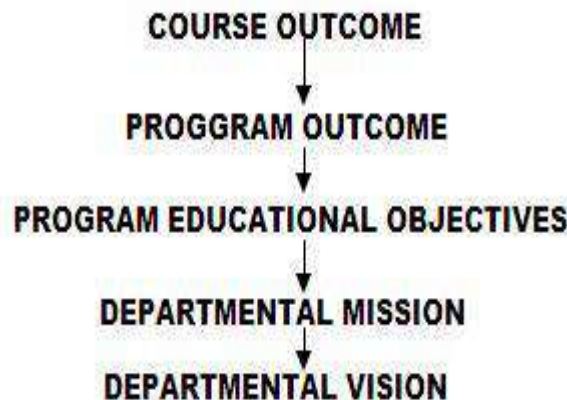 COURSE OUTCOME
PROGGRAM OUTCOME
PROGRAM EDUCATIONAL OBJECTIVES
DEPARTMENTAL MISSION
DEPARTMENTAL VISION